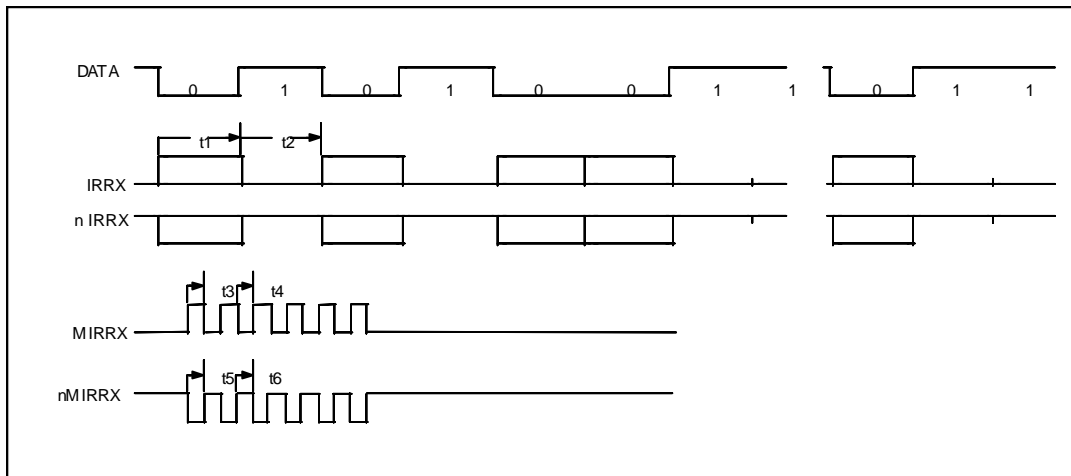 DATA
0 1 0 1 0 0 1 1 0 1 1
t1 t2
IRRX
n IRRX
t3 t4
MIRRX
t5 t6
nMIRRX